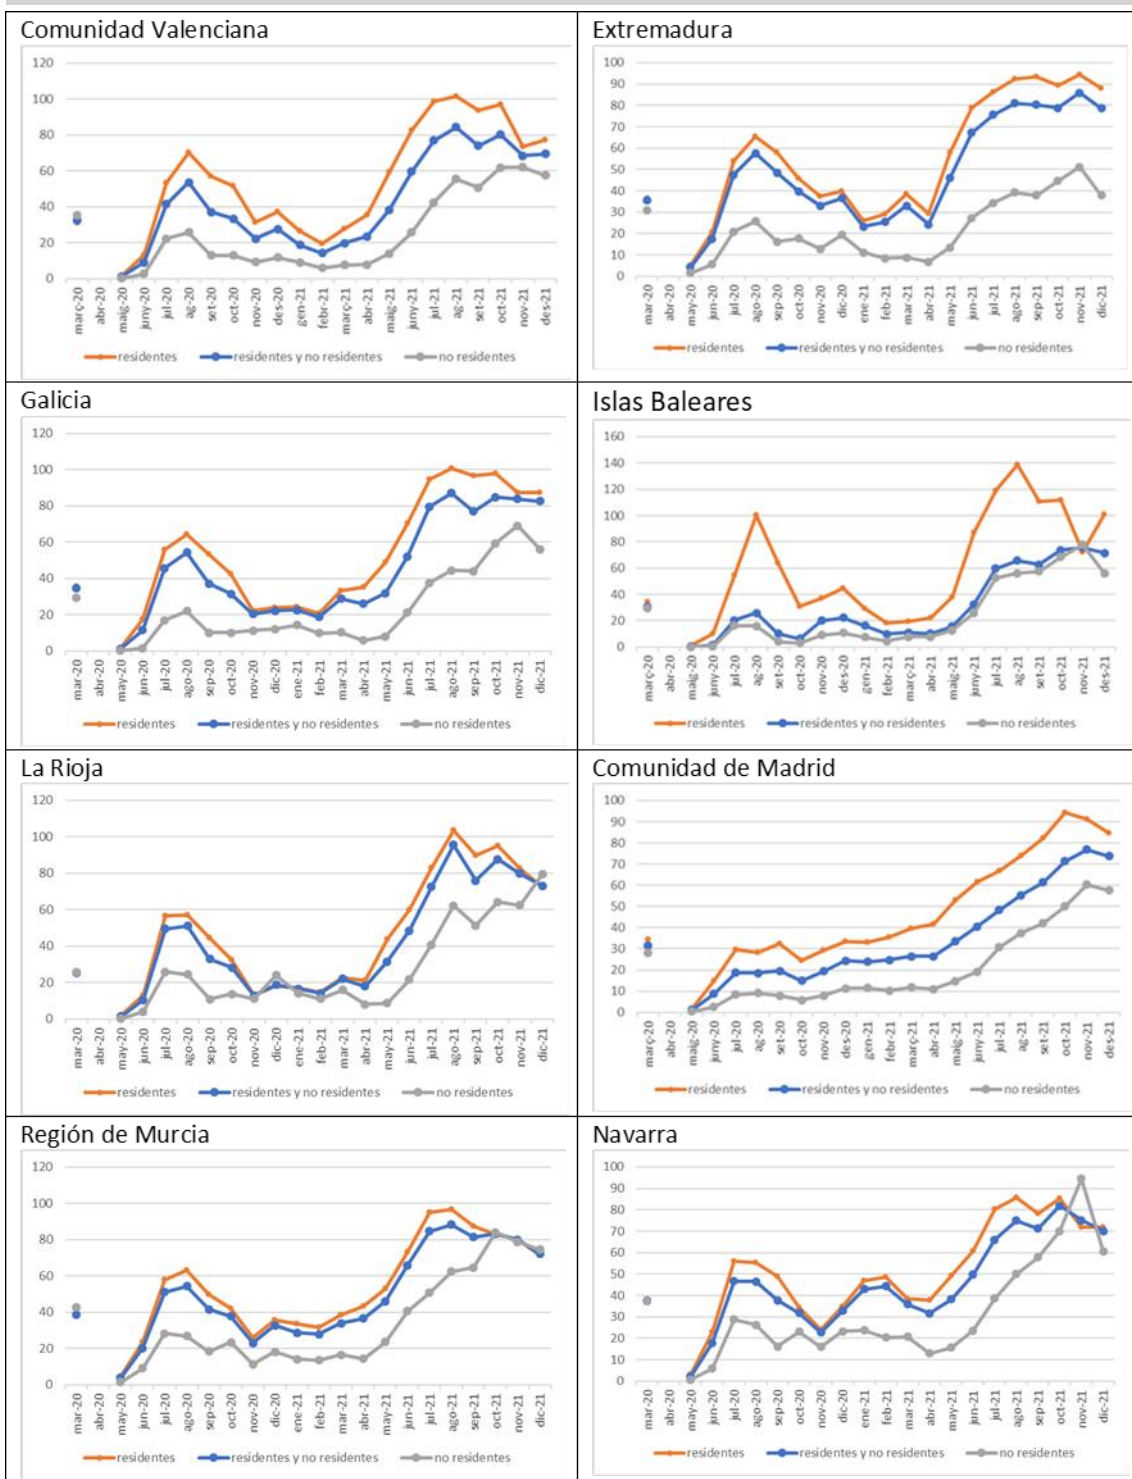 Comunidad Valenciana
120
100
80
60
40
20
0
març-20
abr-20
maig-20
juny-20
jul-20
ag-20
set-20
oct-20
nov-20
des-20
gen-21
febr-21
març-21
abr-21
maig-21
juny-21
jul-21
ag-21
set-21
oct-21
nov-21
des-21
residentes residentes y no residentes no residentes
Extremadura
100
90
80
70
60
50
40
30
20
10
0
mar-20
abr-20
may-20
jun-20
jul-20
ago-20
sep-20
oct-20
nov-20
dic-20
ene-21
feb-21
mar-21
abr-21
may-21
jun-21
jul-21
ago-21
sep-21
oct-21
nov-21
dic-21
residentes residentes y no residentes no residentes
Galicia
120
100
80
60
40
20
0
mar-20
abr-20
may-20
jun-20
jul-20
ago-20
sep-20
oct-20
nov-20
dic-20
ene-21
feb-21
mar-21
abr-21
may-21
jun-21
jul-21
ago-21
sep-21
oct-21
nov-21
dic-21
residentes residentes y no residentes no residentes
Islas Baleares
160
140
120
100
80
60
40
20
0
març-20
abr-20
maig-20
juny-20
jul-20
ag-20
set-20
oct-20
nov-20
des-20
gen-21
febr-21
març-21
abr-21
maig-21
juny-21
jul-21
ag-21
set-21
oct-21
nov-21
des-21
residentes residentes y no residentes no residentes
La Rioja
120
100
80
60
40
20
0
mar-20
abr-20
may-20
jun-20
jul-20
ago-20
sep-20
oct-20
nov-20
dic-20
ene-21
feb-21
mar-21
abr-21
may-21
jun-21
jul-21
ago-21
sep-21
oct-21
nov-21
dic-21
residentes residentes y no residentes no residentes
Comunidad de Madrid
100
90
80
70
60
50
40
30
20
10
0
març-20
abr-20
maig-20
juny-20
jul-20
ag-20
set-20
oct-20
nov-20
des-20
gen-21
febr-21
març-21
abr-21
maig-21
juny-21
jul-21
ag-21
set-21
oct-21
nov-21
des-21
residentes residentes y no residentes no residentes
Región de Murcia
120
100
80
60
40
20
0
mar-20
abr-20
may-20
jun-20
jul-20
ago-20
sep-20
oct-20
nov-20
dic-20
ene-21
feb-21
mar-21
abr-21
may-21
jun-21
jul-21
ago-21
sep-21
oct-21
nov-21
dic-21
residentes residentes y no residentes no residentes
Navarra
100
90
80
70
60
50
40
30
20
10
0
mar-20
abr-20
may-20
jun-20
jul-20
ago-20
sep-20
oct-20
nov-20
dic-20
ene-21
feb-21
mar-21
abr-21
may-21
jun-21
jul-21
ago-21
sep-21
oct-21
nov-21
dic-21
residentes residentes y no residentes no residentes